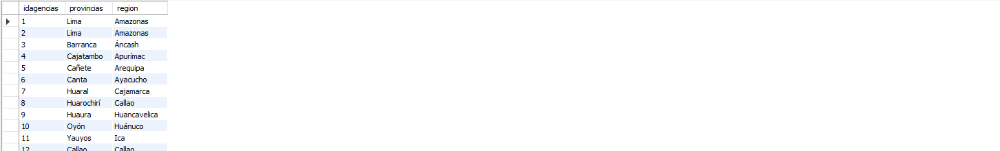 idagencias provincias region
1 Lima Amazonas
2 Lima Amazonas
3 Barranca Áncash
4 Cajatambo Apurímac
5 Cañete Arequipa
6 Canta Ayacucho
7 Huaral Cajamarca
8 Huarochirí Callao
9 Huaura Huancavelica
10 Oyón Huánuco
11 Yauyos Ica
12 Callao Callao